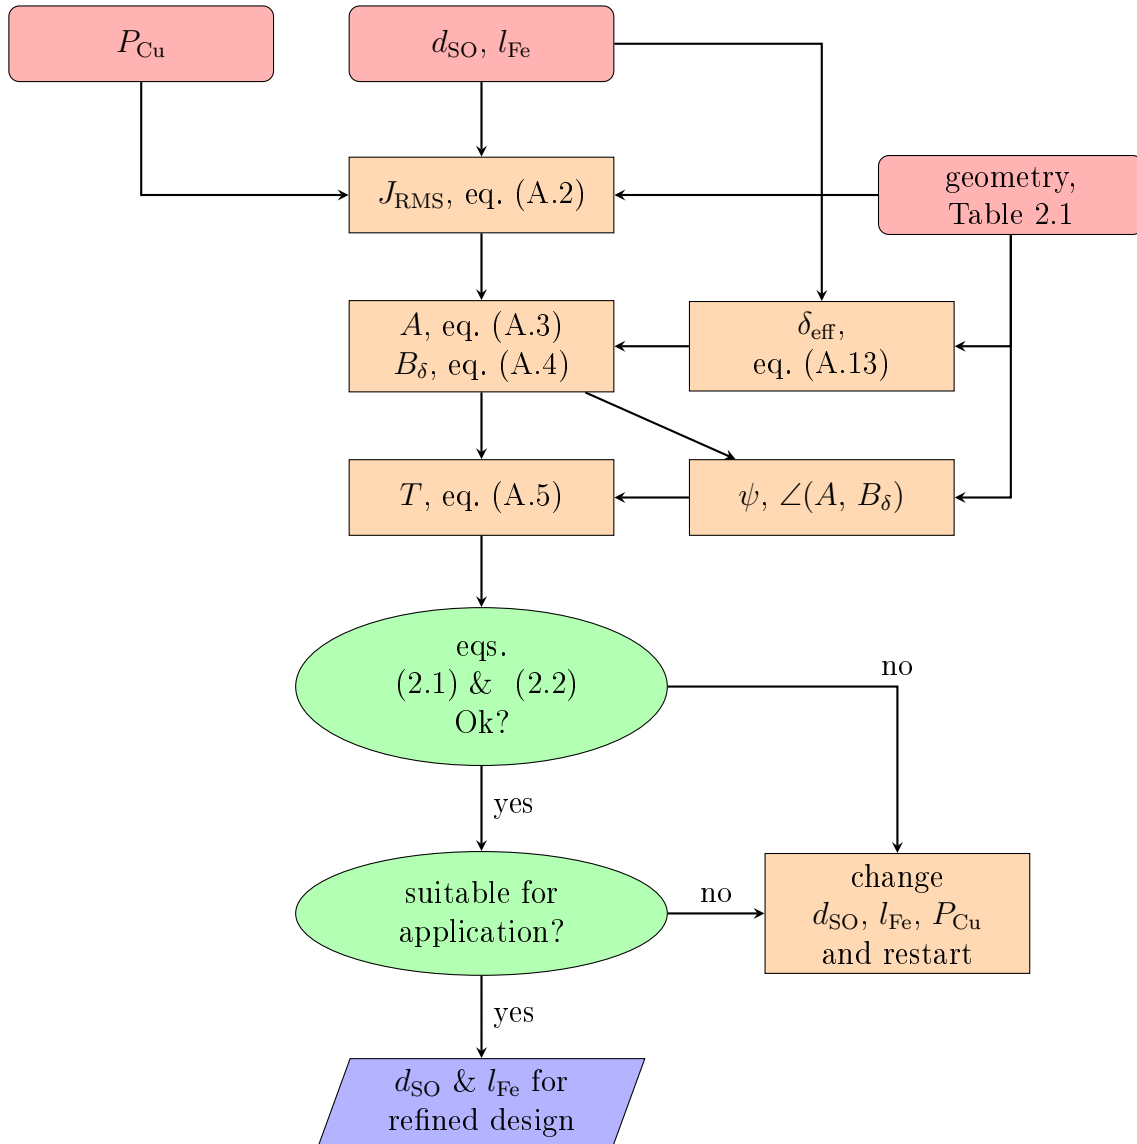 P_Cu
d_SO, l_Fe
J_RMS, eq. (A.2)
geometry,
Table 2.1
A, eq. (A.3)
B_δ, eq. (A.4)
δ_eff,
eq. (A.13)
T, eq. (A.5)
ψ, ∠(A, B_δ)
eqs.
(2.1) & (2.2)
Ok?
no
yes
suitable for
application?
no
change
d_SO, l_Fe, P_Cu
and restart
yes
d_SO & l_Fe for
refined design